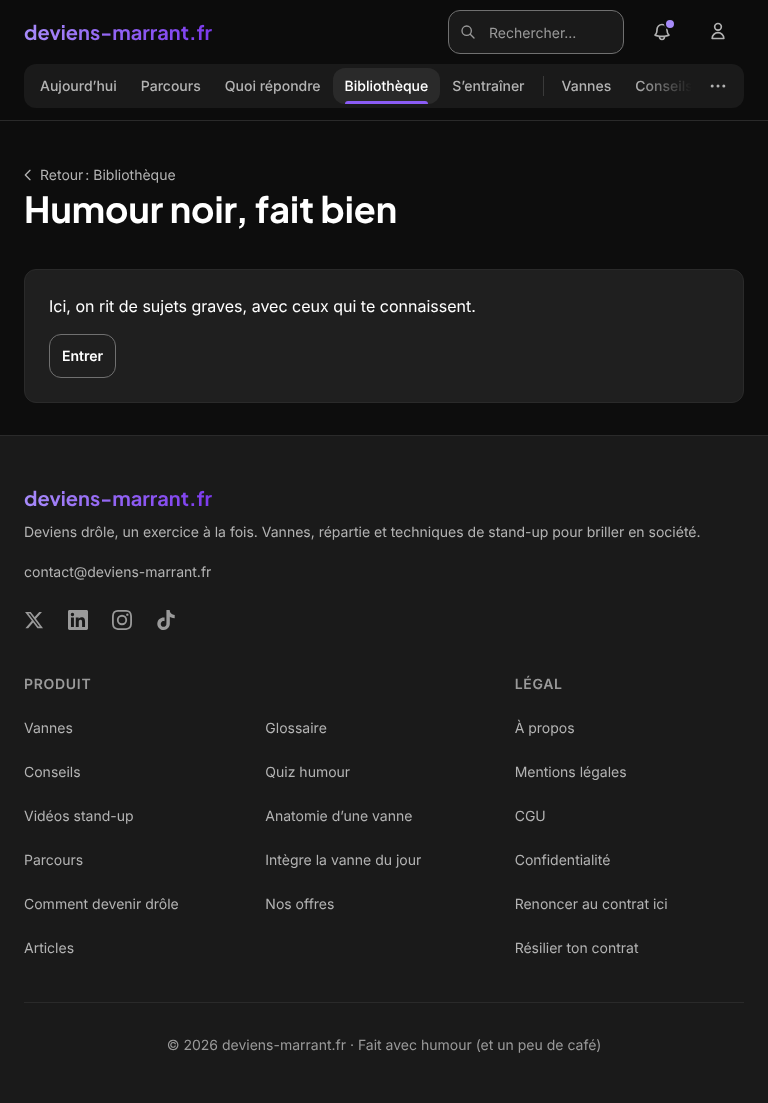 deviens-marrant.fr
Rechercher...
Aujourd’hui
Parcours
Quoi répondre
Bibliothèque
S’entraîner
Vannes
Conseils
Retour : Bibliothèque
Humour noir, fait bien
Ici, on rit de sujets graves, avec ceux qui te connaissent.
Entrer
deviens-marrant.fr
Deviens drôle, un exercice à la fois. Vannes, répartie et techniques de stand-up pour briller en société.
contact@deviens-marrant.fr
PRODUIT
Vannes
Conseils
Vidéos stand-up
Parcours
Comment devenir drôle
Articles
Glossaire
Quiz humour
Anatomie d’une vanne
Intègre la vanne du jour
Nos offres
LÉGAL
À propos
Mentions légales
CGU
Confidentialité
Renoncer au contrat ici
Résilier ton contrat
© 2026 deviens-marrant.fr · Fait avec humour (et un peu de café)